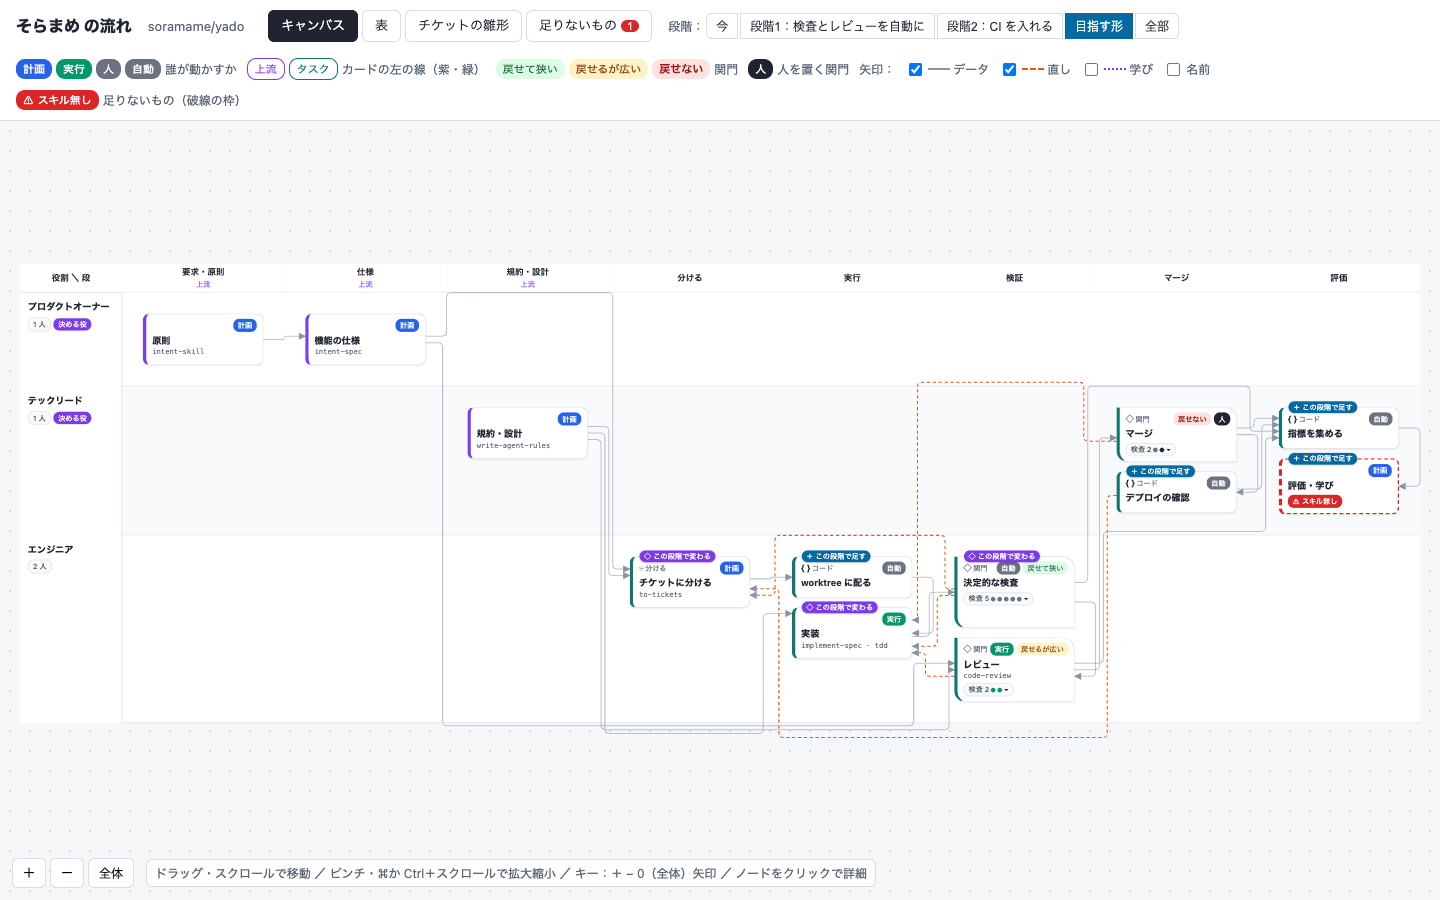 そらまめ の流れ soramame/yado キャンバス 表 チケットの雛形 足りないもの 1 段階： 今 段階1：検査とレビューを自動に 段階2：CI を入れる 目指す形 全部
計画 実行 人 自動 誰が動かすか 上流 タスク カードの左の線（紫・緑） 戻せて狭い 戻せるが広い 戻せない 関門 人 人を置く関門 矢印： データ 直し 学び 名前
⚠ スキル無し 足りないもの（破線の枠）
役割 ＼ 段
要求・原則
上流
仕様
上流
規約・設計
上流
分ける
実行
検証
マージ
評価
プロダクトオーナー
1 人 決める役
計画
原則
intent-skill
計画
機能の仕様
intent-spec
テックリード
1 人 決める役
計画
規約・設計
write-agent-rules
◇ 関門 戻せない 人
マージ
検査 2
+ この段階で足す
{ } コード 自動
デプロイの確認
+ この段階で足す
{ } コード 自動
指標を集める
+ この段階で足す
計画
評価・学び
⚠ スキル無し
エンジニア
2 人
◇ この段階で変わる
分ける 計画
チケットに分ける
to-tickets
+ この段階で足す
{ } コード 自動
worktree に配る
◇ この段階で変わる
実行
実装
implement-spec · tdd
◇ この段階で変わる
◇ 関門 自動 戻せて狭い
決定的な検査
検査 5
◇ 関門 実行 戻せるが広い
レビュー
code-review
検査 2
+ − 全体 ドラッグ・スクロールで移動 ／ ピンチ・⌘か Ctrl＋スクロールで拡大縮小 ／ キー：＋ − 0（全体）矢印 ／ ノードをクリックで詳細